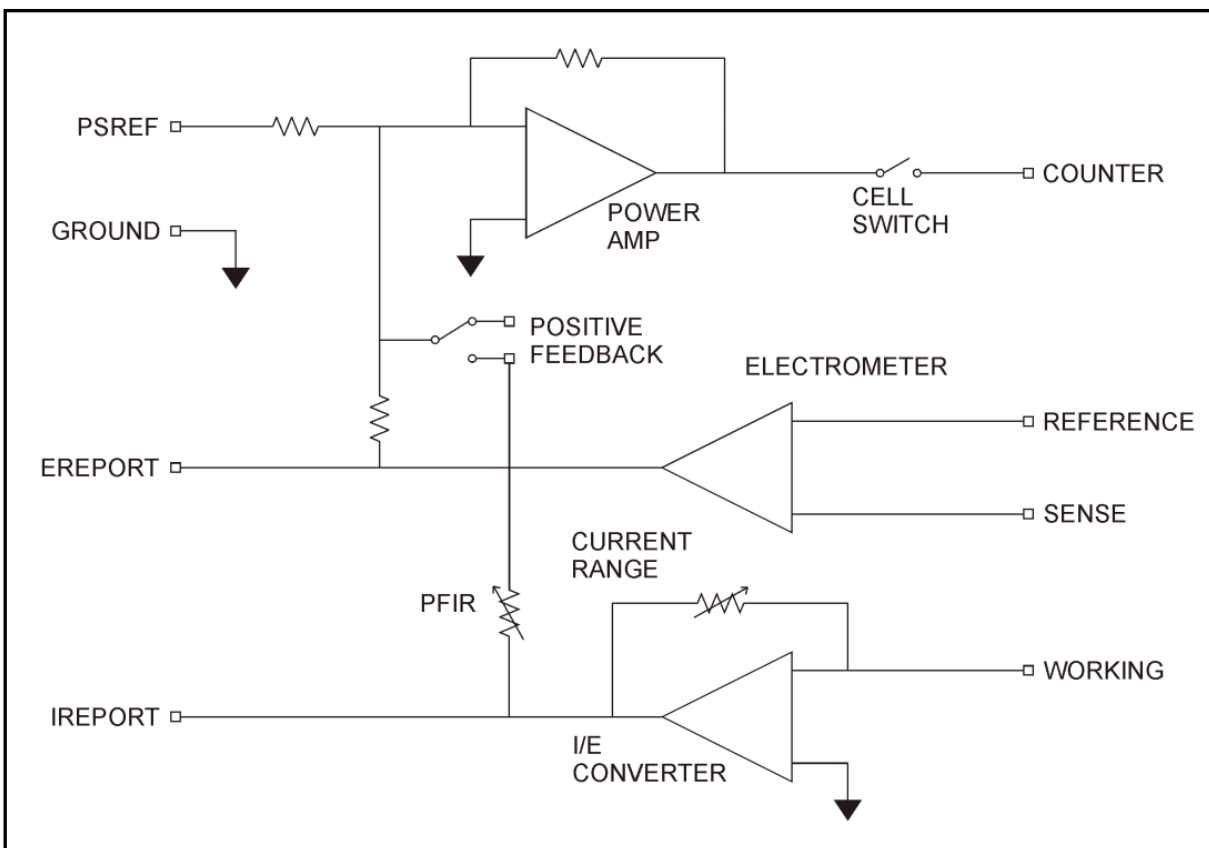 PSREF
COUNTER
POWER
AMP
CELL
SWITCH
GROUND
POSITIVE
FEEDBACK
ELECTROMETER
REFERENCE
EREPORT
SENSE
CURRENT
RANGE
PFIR
WORKING
IREPORT
I/E
CONVERTER